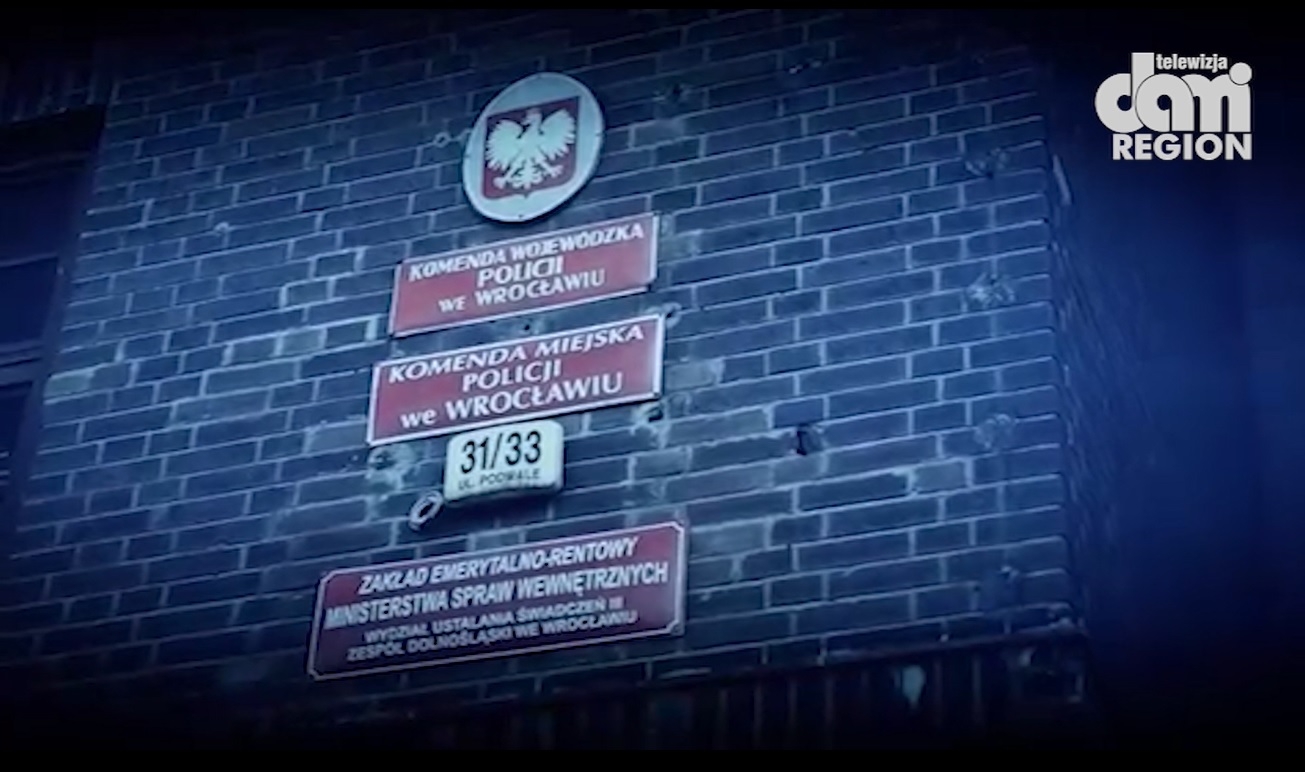 telewizja
dami
REGION
KOMENDA WOJEWÓDZKA
POLICJI
WE WROCŁAWIU
KOMENDA MIEJSKA
POLICJI
we WROCŁAWIU
31/33
UL. PODWALE
ZAKŁAD EMERYTALNO-RENTOWY
MINISTERSTWA SPRAW WEWNĘTRZNYCH
WYDZIAŁ USTALANIA ŚWIADCZEŃ III
ZESPÓŁ DOLNOŚLĄSKI WE WROCŁAWIU